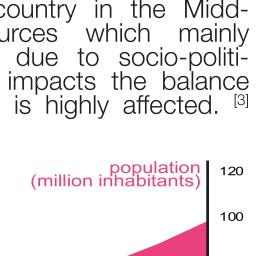 country in the Midd-
which mainly
due to socio-politi-
impacts the balance
is highly affected. [3]
population
(million inhabitants)
120
100